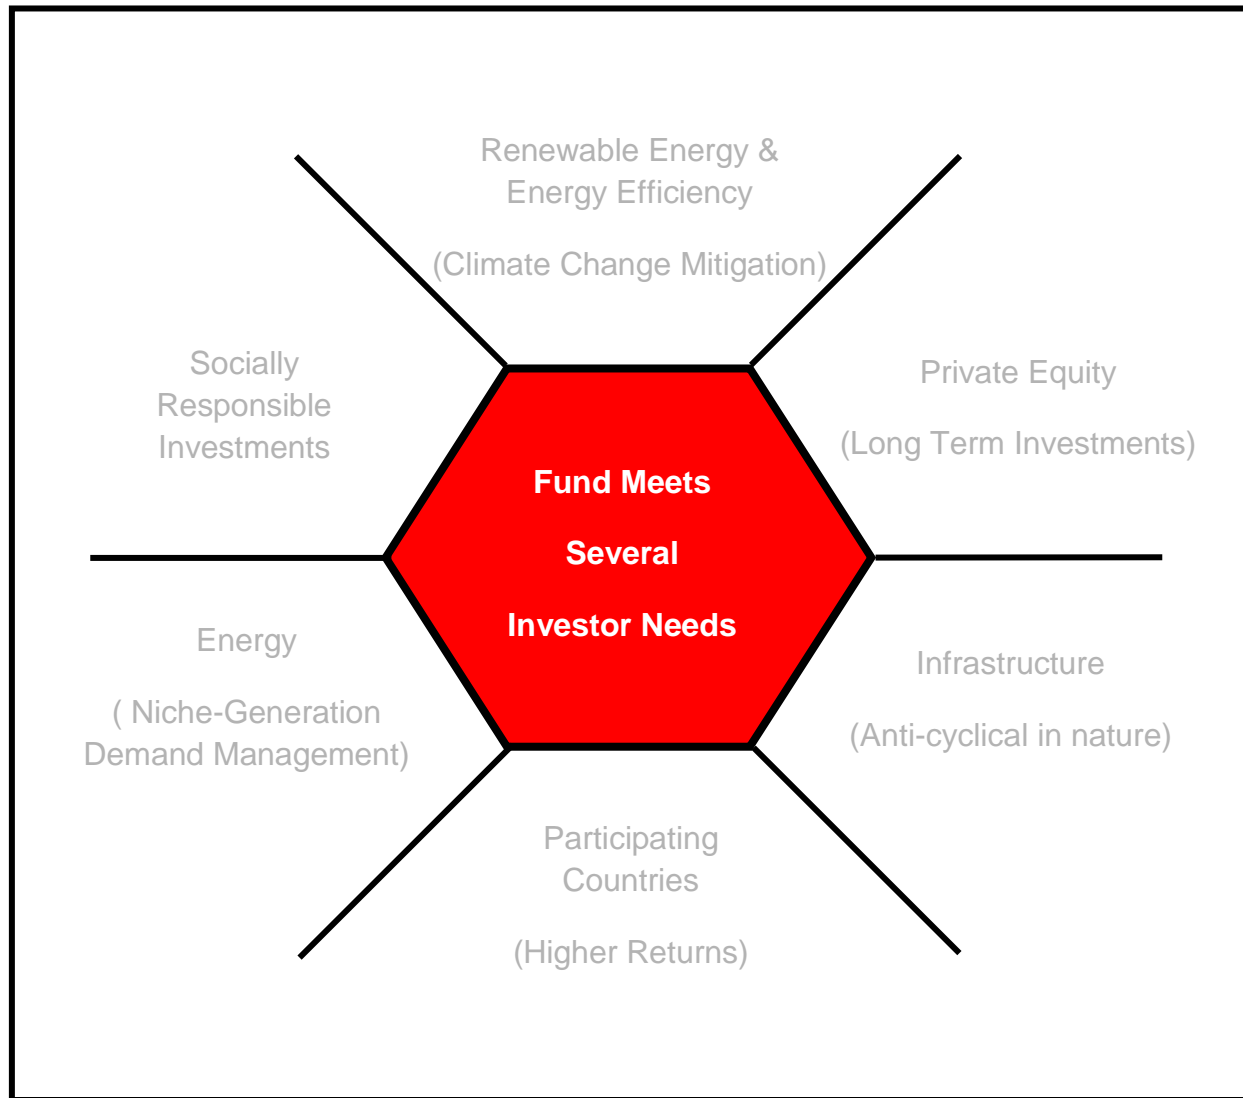 Renewable Energy &
Energy Efficiency
(Climate Change Mitigation)
Socially
Responsible
Investments
Private Equity
(Long Term Investments)
Fund Meets
Several
Investor Needs
Energy
( Niche-Generation
Demand Management)
Infrastructure
(Anti-cyclical in nature)
Participating
Countries
(Higher Returns)